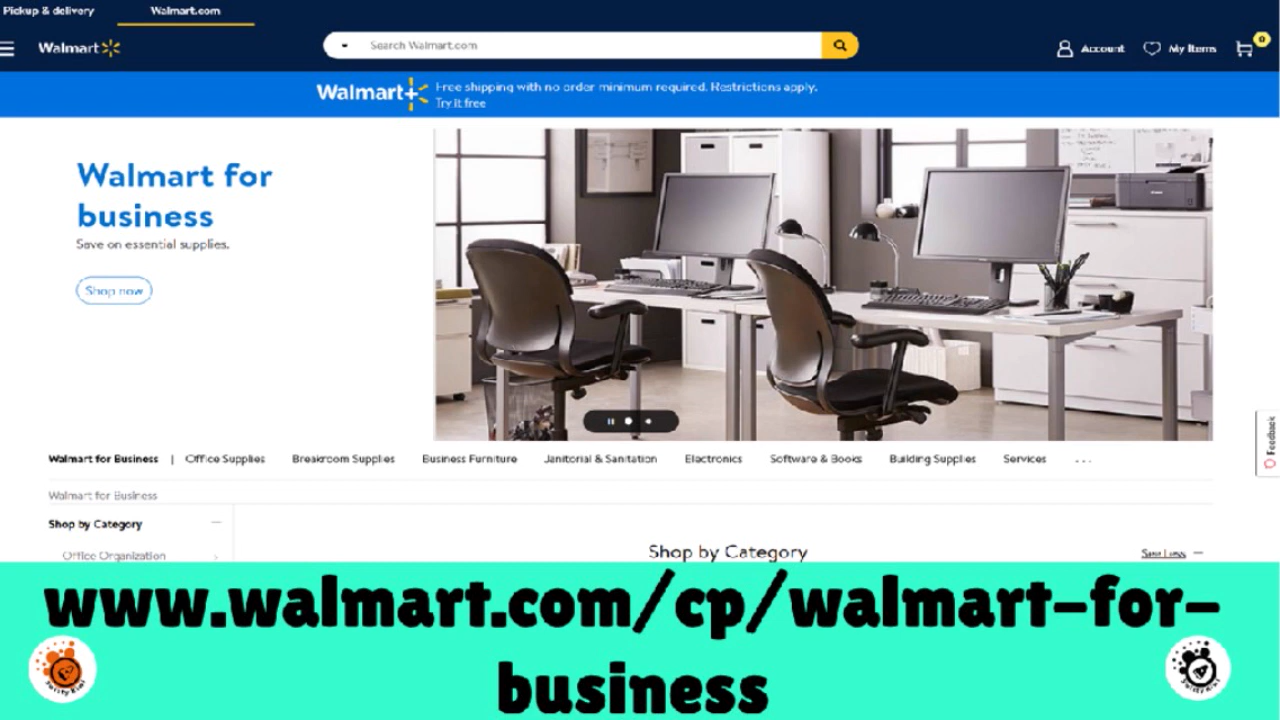 Pickup & delivery
Walmart.com
Walmart
Search Walmart.com
Account
My Items
0
Walmart+
Free shipping with no order minimum required. Restrictions apply.
Try it free
Walmart for
business
Save on essential supplies.
Shop now
Feedback
Walmart for Business | Office Supplies Breakroom Supplies Business Furniture Janitorial & Sanitation Electronics Software & Books Building Supplies Services ...
Walmart for Business
Shop by Category
Office Organization
Shop by Category
See Less
www.walmart.com/cp/walmart-for-
business